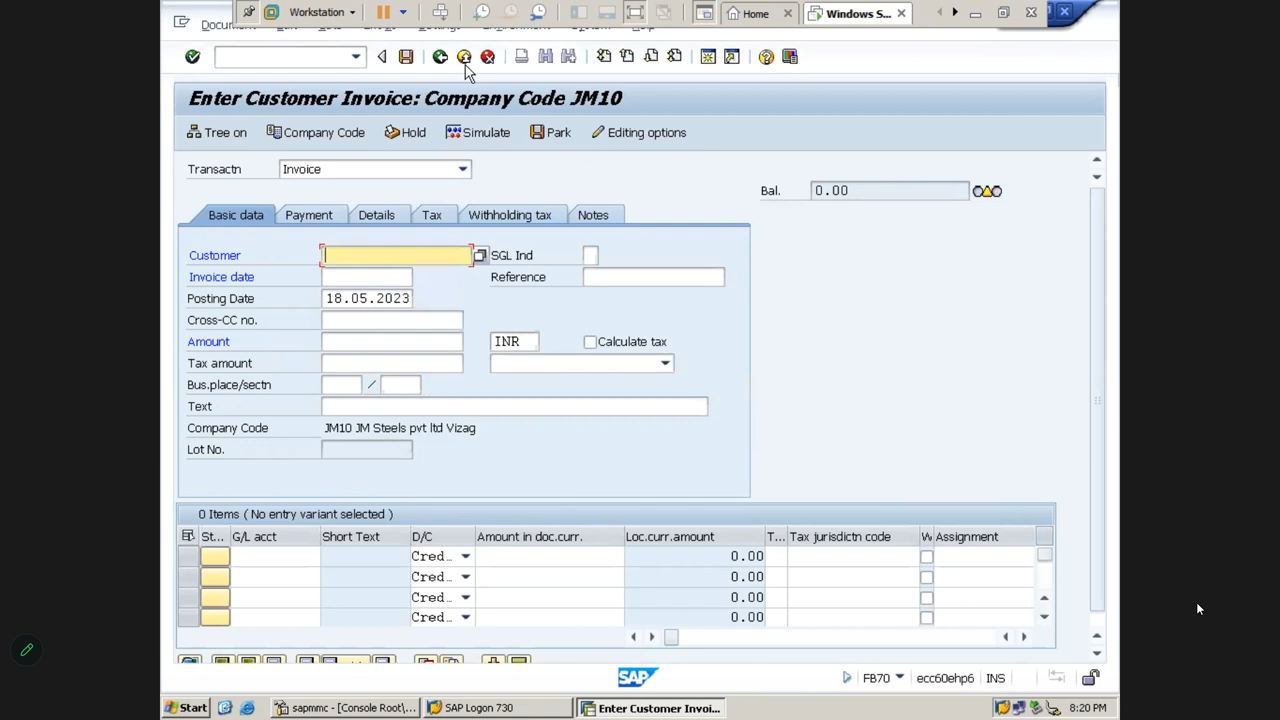 Workstation
Home
Windows S...
Document
Enter Customer Invoice: Company Code JM10
Tree on Company Code Hold Simulate Park Editing options
Transactn Invoice
Bal. 0.00
Basic data Payment Details Tax Withholding tax Notes
Customer SGL Ind
Invoice date Reference
Posting Date 18.05.2023
Cross-CC no.
Amount INR Calculate tax
Tax amount
Bus.place/sectn /
Text
Company Code JM10 JM Steels pvt ltd Vizag
Lot No.
0 Items ( No entry variant selected )
St... G/L acct Short Text D/C Amount in doc.curr. Loc.curr.amount T... Tax jurisdictn code W Assignment
Cred... 0.00
Cred... 0.00
Cred... 0.00
Cred... 0.00
SAP FB70 ecc60ehp6 INS
Start sapmmc - [Console Root\... SAP Logon 730 Enter Customer Invoi... 8:20 PM